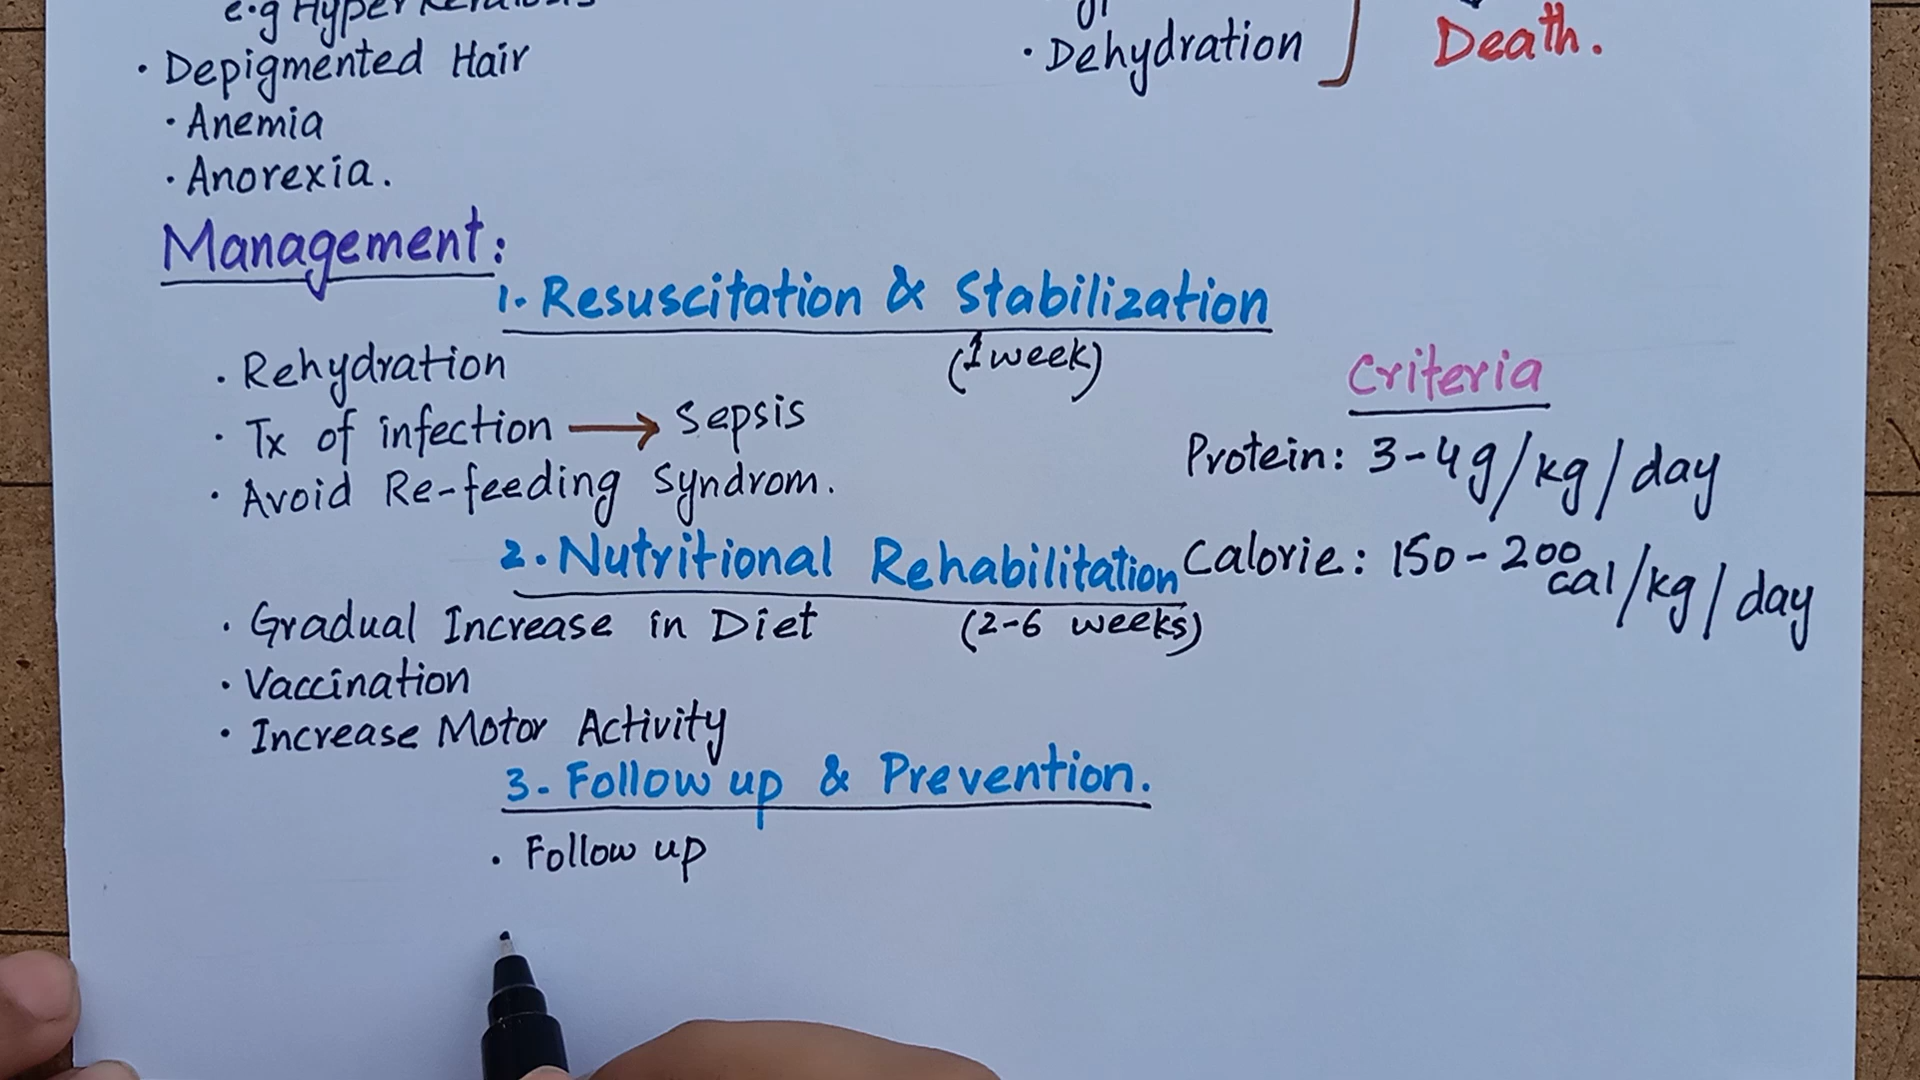 e.g Hyper Keratosis
• Depigmented Hair
• Anemia
• Anorexia.
• Dehydration
Death.
Management:
1. Resuscitation & Stabilization
(1 week)
• Rehydration
• Tx of infection → Sepsis
• Avoid Re-feeding Syndrom.
Criteria
Protein: 3-4g/kg/day
Calorie: 150-200 cal/kg/day
2. Nutritional Rehabilitation
(2-6 weeks)
• Gradual Increase in Diet
• Vaccination
• Increase Motor Activity
3- Follow up & Prevention.
• Follow up